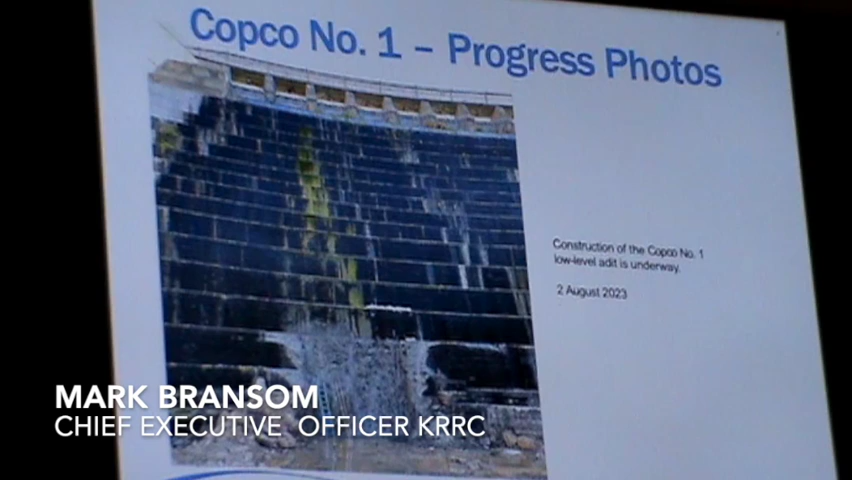 Copco No. 1 – Progress Photos
Construction of the Copco No. 1
low-level adit is underway.
2 August 2023
MARK BRANSOM
CHIEF EXECUTIVE OFFICER KRRC